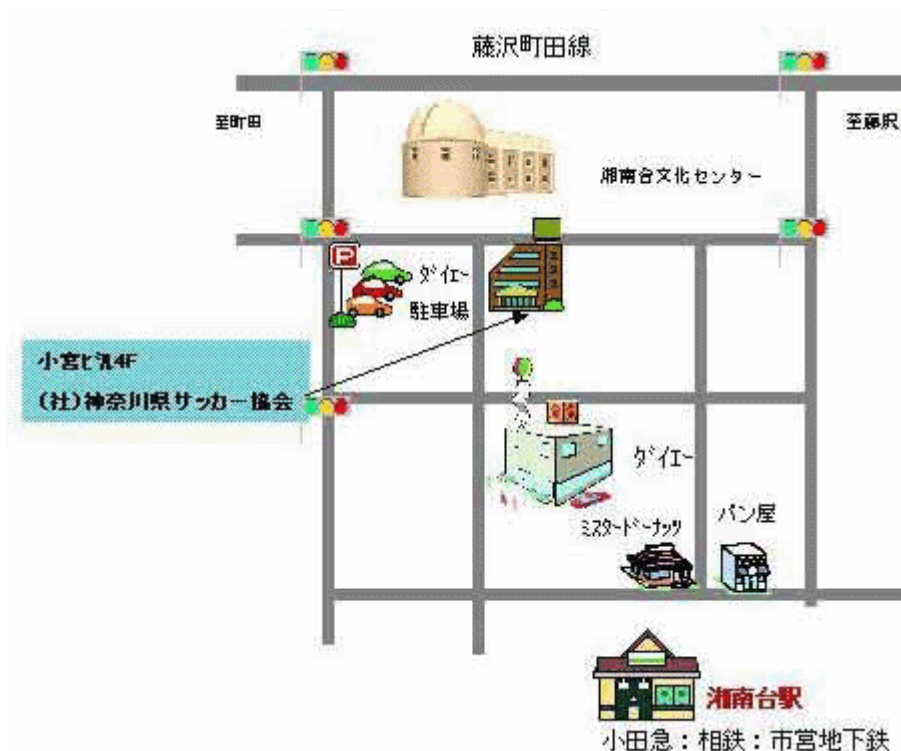 藤沢町田線
至町田
至藤沢
湘南台文化センター
P
ダイエー
駐車場
小宮ビル4F
(社)神奈川県サッカー協会
ダイエー
ミスタードーナッツ
パン屋
湘南台駅
小田急:相鉄:市営地下鉄